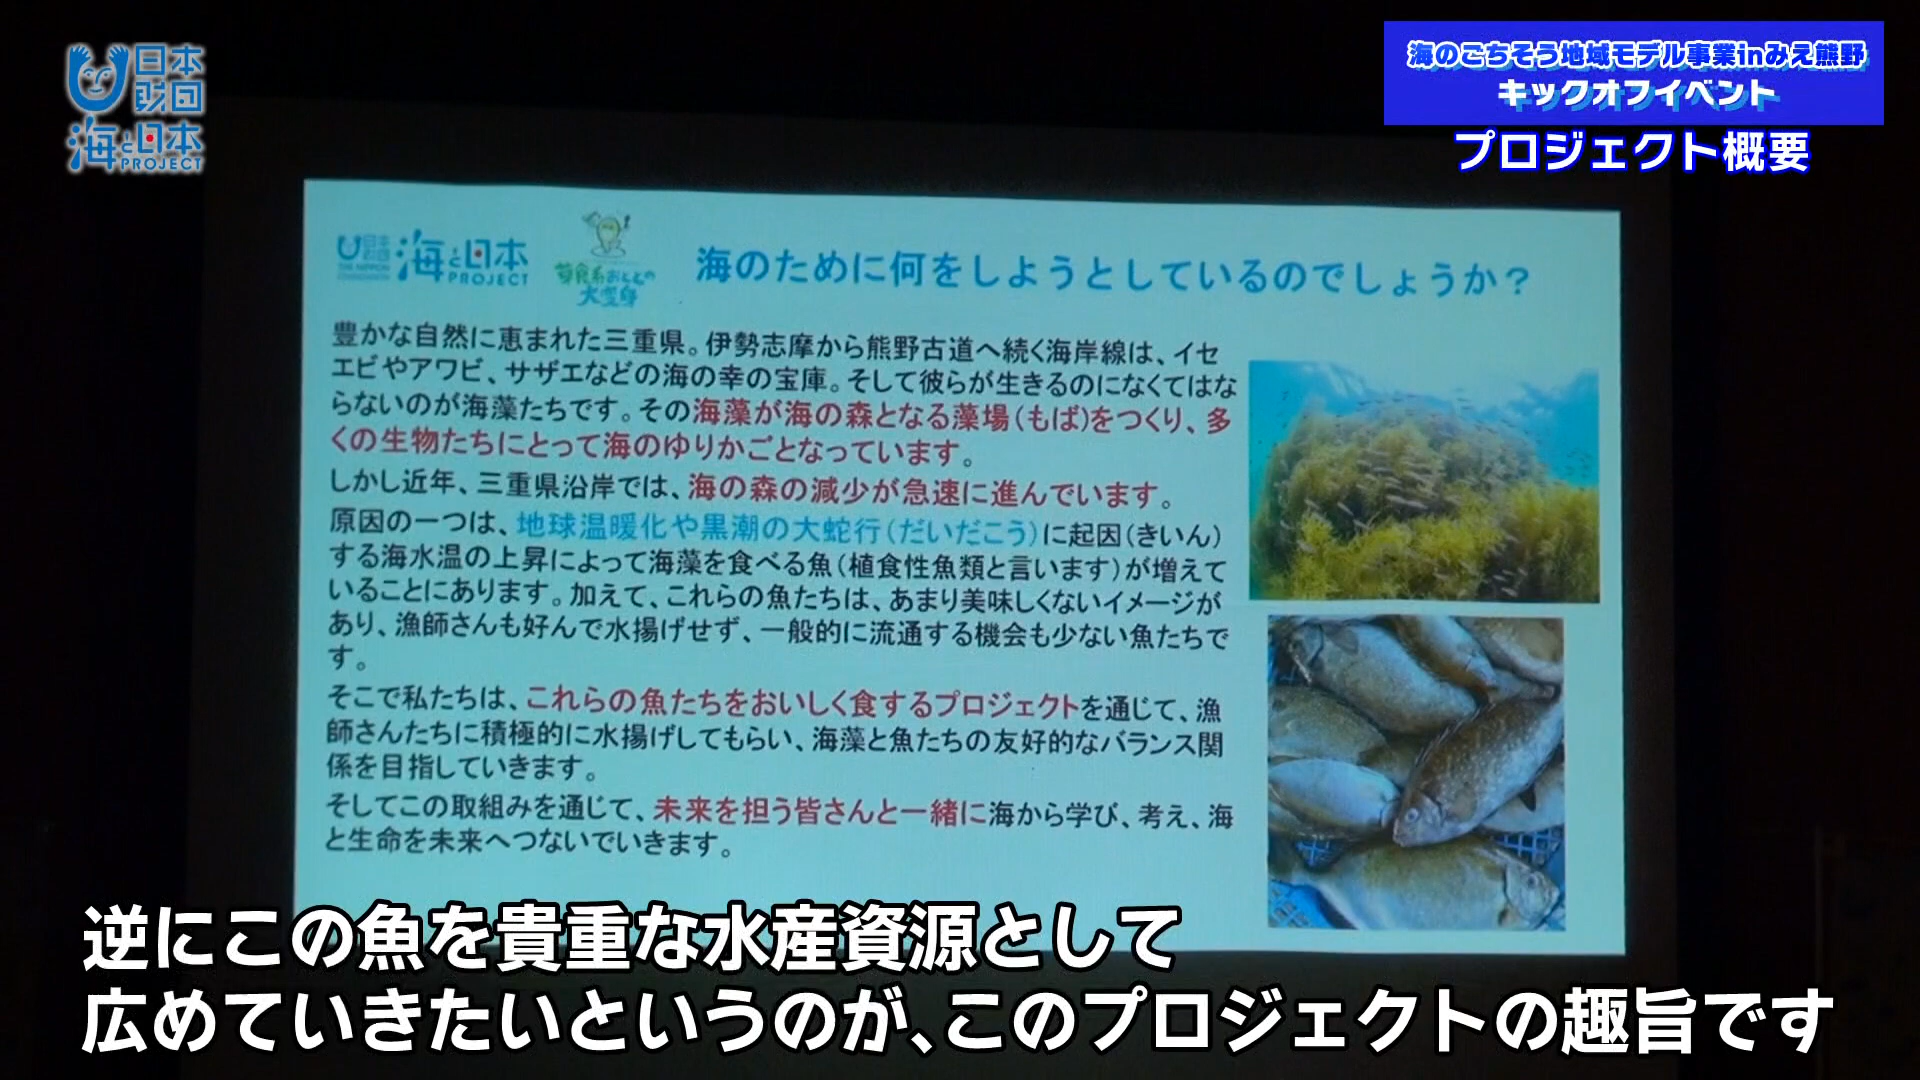 日本
財団
海と日本
PROJECT
海のごちそう地域モデル事業inみえ熊野
キックオフイベント
プロジェクト概要
日本
財団
THE NIPPON
FOUNDATION
海と日本
PROJECT
大変身
海のために何をしようとしているのでしょうか?
豊かな自然に恵まれた三重県。伊勢志摩から熊野古道へ続く海岸線は、イセ
エビやアワビ、サザエなどの海の幸の宝庫。そして彼らが生きるのになくてはな
らないのが海藻たちです。その海藻が海の森となる藻場(もば)をつくり、多
くの生物たちにとって海のゆりかごとなっています。
しかし近年、三重県沿岸では、海の森の減少が急速に進んでいます。
原因の一つは、地球温暖化や黒潮の大蛇行(だいだこう)に起因(きいん)
する海水温の上昇によって海藻を食べる魚(植食性魚類と言います)が増えて
いることにあります。加えて、これらの魚たちは、あまり美味しくないイメージが
あり、漁師さんも好んで水揚げせず、一般的に流通する機会も少ない魚たちで
す。
そこで私たちは、これらの魚たちをおいしく食するプロジェクトを通じて、漁
師さんたちに積極的に水揚げしてもらい、海藻と魚たちの友好的なバランス関
係を目指していきます。
そしてこの取組みを通じて、未来を担う皆さんと一緒に海から学び、考え、海
と生命を未来へつないでいきます。
逆にこの魚を貴重な水産資源として
広めていきたいというのが、このプロジェクトの趣旨です